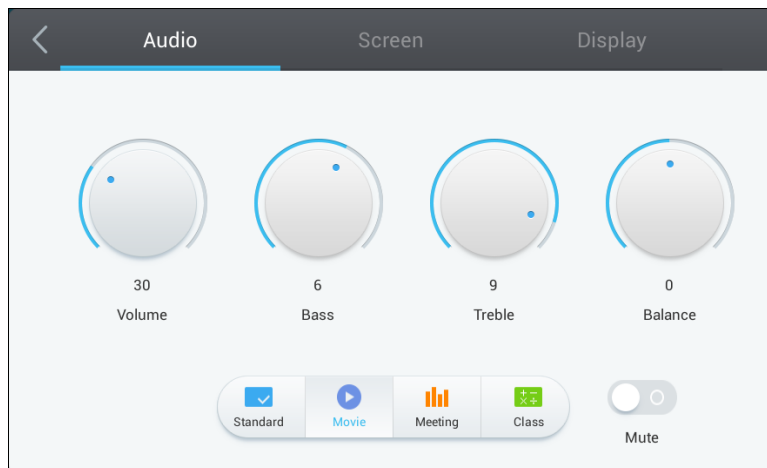 Audio Screen Display
30 6 9 0
Volume Bass Treble Balance
Standard Movie Meeting Class
Mute